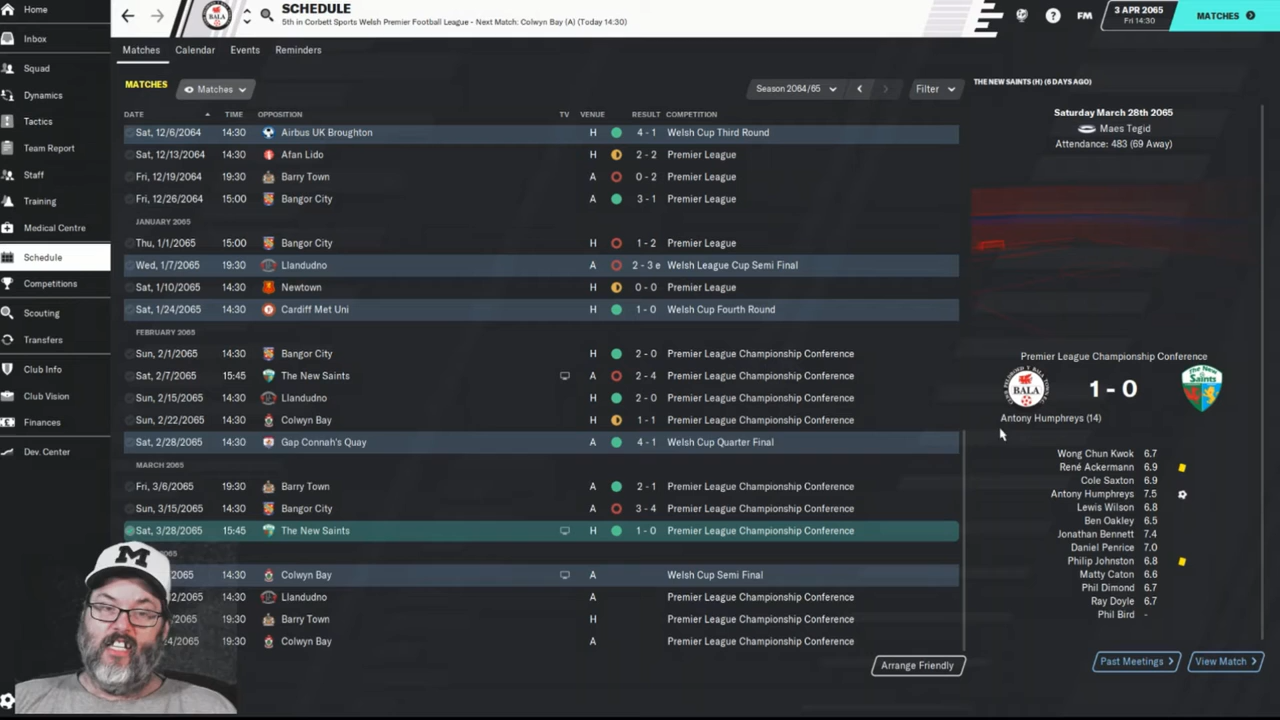 Home
Inbox
Squad
Dynamics
Tactics
Team Report
Staff
Training
Medical Centre
Schedule
Competitions
Scouting
Transfers
Club Info
Club Vision
Finances
Dev. Center
BALA
SCHEDULE
5th in Corbett Sports Welsh Premier Football League - Next Match: Colwyn Bay (A) (Today 14:30)
FM
3 APR 2065
Fri 14:30
MATCHES
Matches Calendar Events Reminders
MATCHES
Matches
Season 2064/65
Filter
DATE TIME OPPOSITION TV VENUE RESULT COMPETITION
Sat, 12/6/2064 14:30 Airbus UK Broughton H 4 - 1 Welsh Cup Third Round
Sat, 12/13/2064 14:30 Afan Lido H 2 - 2 Premier League
Fri, 12/19/2064 19:30 Barry Town A 0 - 2 Premier League
Fri, 12/26/2064 15:00 Bangor City A 3 - 1 Premier League
JANUARY 2065
Thu, 1/1/2065 15:00 Bangor City H 1 - 2 Premier League
Wed, 1/7/2065 19:30 Llandudno A 2 - 3 e Welsh League Cup Semi Final
Sat, 1/10/2065 14:30 Newtown H 0 - 0 Premier League
Sat, 1/24/2065 14:30 Cardiff Met Uni H 1 - 0 Welsh Cup Fourth Round
FEBRUARY 2065
Sun, 2/1/2065 14:30 Bangor City H 2 - 0 Premier League Championship Conference
Sat, 2/7/2065 15:45 The New Saints A 2 - 4 Premier League Championship Conference
Sun, 2/15/2065 14:30 Llandudno H 2 - 0 Premier League Championship Conference
Sun, 2/22/2065 14:30 Colwyn Bay H 1 - 1 Premier League Championship Conference
Sat, 2/28/2065 14:30 Gap Connah's Quay A 4 - 1 Welsh Cup Quarter Final
MARCH 2065
Fri, 3/6/2065 19:30 Barry Town A 2 - 1 Premier League Championship Conference
Sun, 3/15/2065 14:30 Bangor City A 3 - 4 Premier League Championship Conference
Sat, 3/28/2065 15:45 The New Saints H 1 - 0 Premier League Championship Conference
14:30 Colwyn Bay A Welsh Cup Semi Final
14:30 Llandudno A Premier League Championship Conference
19:30 Barry Town H Premier League Championship Conference
19:30 Colwyn Bay A Premier League Championship Conference
Arrange Friendly
THE NEW SAINTS (H) (6 DAYS AGO)
Saturday March 28th 2065
Maes Tegid
Attendance: 483 (69 Away)
Premier League Championship Conference
BALA
1 - 0
The New Saints
Antony Humphreys (14)
Wong Chun Kwok 6.7
René Ackermann 6.9
Cole Saxton 6.9
Antony Humphreys 7.5
Lewis Wilson 6.8
Ben Oakley 6.5
Jonathan Bennett 7.4
Daniel Penrice 7.0
Philip Johnston 6.8
Matty Caton 6.6
Phil Dimond 6.7
Ray Doyle 6.7
Phil Bird -
Past Meetings
View Match
M